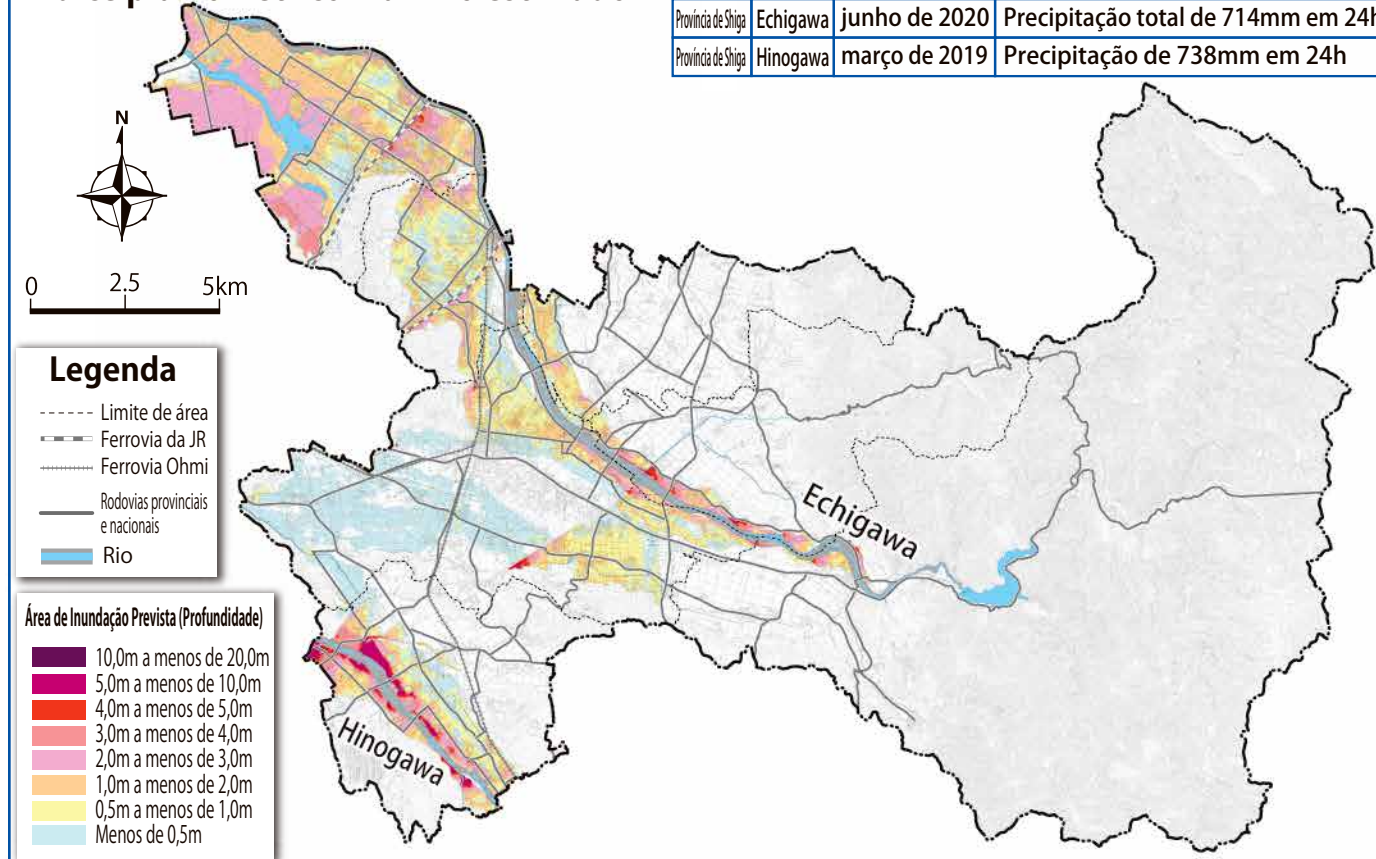 Província de Shiga Echigawa junho de 2020 Precipitação total de 714mm em 24h
Província de Shiga Hinogawa março de 2019 Precipitação de 738mm em 24h
N
0 2.5 5km
Legenda
Limite de área
Ferrovia da JR
Ferrovia Ohmi
Rodovias provinciais
e nacionais
Rio
Echigawa
Hinogawa
Área de Inundação Prevista (Profundidade)
10,0m a menos de 20,0m
5,0m a menos de 10,0m
4,0m a menos de 5,0m
3,0m a menos de 4,0m
2,0m a menos de 3,0m
1,0m a menos de 2,0m
0,5m a menos de 1,0m
Menos de 0,5m